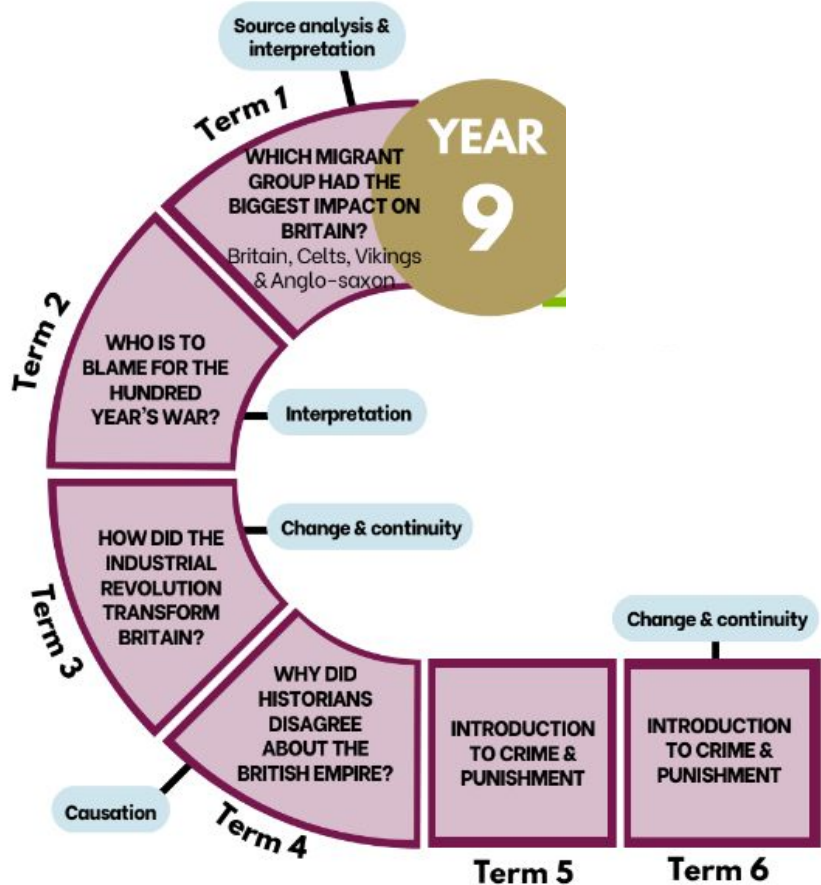 Source analysis &
interpretation
Term 1
YEAR
9
WHICH MIGRANT
GROUP HAD THE
BIGGEST IMPACT ON
BRITAIN?
Britain, Celts, Vikings
& Anglo-saxon
Term 2
WHO IS TO
BLAME FOR THE
HUNDRED
YEAR'S WAR?
Interpretation
Change & continuity
HOW DID THE
INDUSTRIAL
REVOLUTION
TRANSFORM
BRITAIN?
Term 3
WHY DID
HISTORIANS
DISAGREE
ABOUT THE
BRITISH EMPIRE?
Causation
Term 4
INTRODUCTION
TO CRIME &
PUNISHMENT
Term 5
Change & continuity
INTRODUCTION
TO CRIME &
PUNISHMENT
Term 6